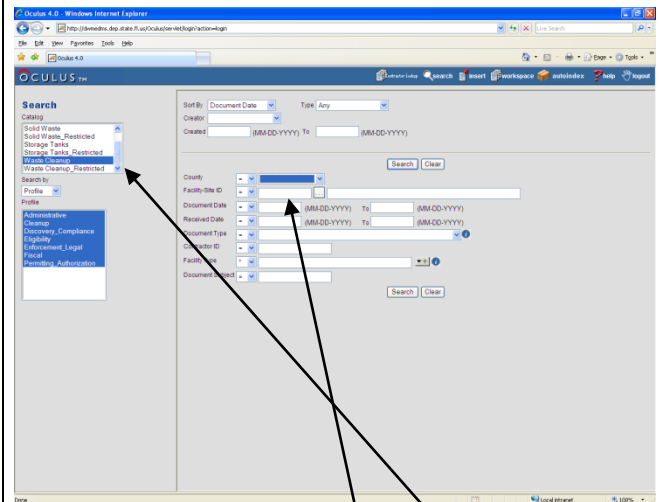 Oculus 4.0 - Windows Internet Explorer
http://dwmedms.dep.state.fl.us/Oculus/servlet/login?action=login
Live Search
File Edit View Favorites Tools Help
Oculus 4.0
Page Tools
OCULUS TM
search insert workspace autoindex help logout
Search
Catalog
Solid Waste
Solid Waste_Restricted
Storage Tanks
Storage Tanks_Restricted
Waste Cleanup
Waste Cleanup_Restricted
Search by
Profile
Profile
Administrative
Cleanup
Discovery_Compliance
Eligibility
Enforcement_Legal
Fiscal
Permitting_Authorization
Sort By Document Date Type Any
Creator
Created (MM-DD-YYYY) To (MM-DD-YYYY)
Search Clear
County =
Facility-Site ID = ...
Document Date = (MM-DD-YYYY) To (MM-DD-YYYY)
Received Date = (MM-DD-YYYY) To (MM-DD-YYYY)
Document Type =
Contractor ID =
Facility Type
Document Subject =
Search Clear
Done
Local intranet
100%